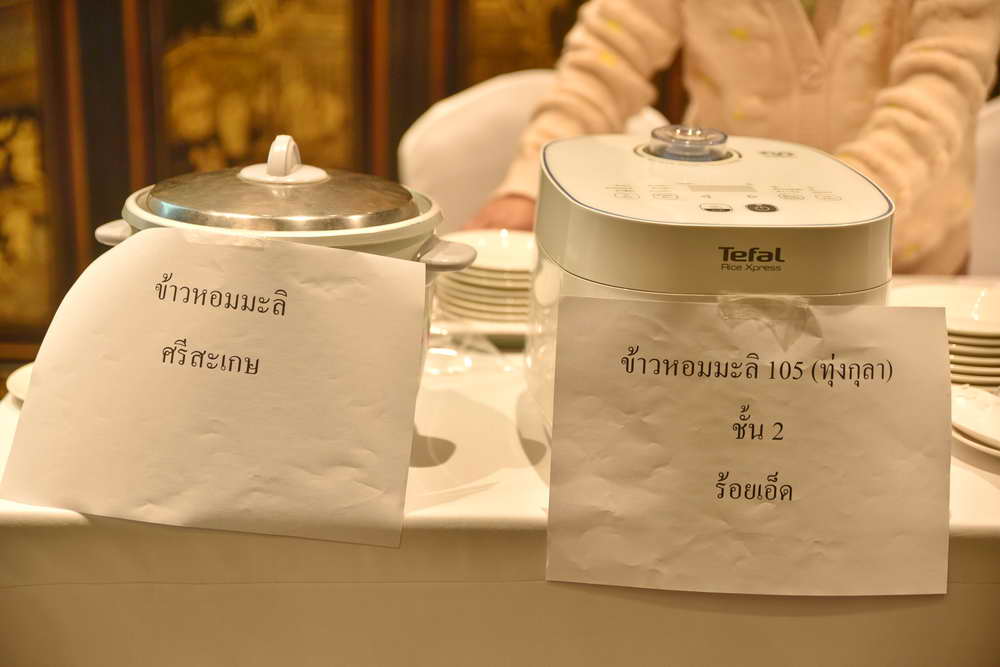 ข้าวหอมมะลิ
ศรีสะเกษ
Tefal
Rice Xpress
ข้าวหอมมะลิ 105 (ทุ่งกุลา)
ชั้น 2
ร้อยเอ็ด